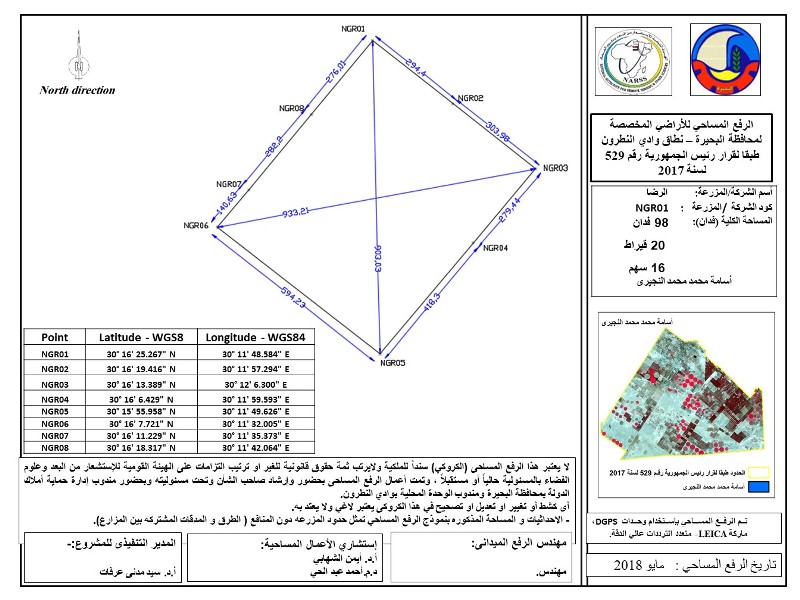 NGR01
276.01
294.4
North direction
NGR08
NGR02
303.98
282.2
NGR03
NGR07
140.63
933.21
279.44
NGR06
903.03
NGR04
594.23
418.3
NGR05
Point Latitude - WGS8 Longitude - WGS84
NGR01 30° 16' 25.267" N 30° 11' 48.584" E
NGR02 30° 16' 19.416" N 30° 11' 57.294" E
NGR03 30° 16' 13.389" N 30° 12' 6.300" E
NGR04 30° 16' 6.429" N 30° 11' 59.593" E
NGR05 30° 15' 55.958" N 30° 11' 49.626" E
NGR06 30° 16' 7.721" N 30° 11' 32.005" E
NGR07 30° 16' 11.229" N 30° 11' 35.373" E
NGR08 30° 16' 18.317" N 30° 11' 42.064" E
لا يعتبر هذا الرفع المساحى (الكروكي) سنداً للملكية ولايرتب ثمة حقوق قانونية للغير او ترتيب التزامات على الهيئة القومية للإستشعار من البعد وعلوم
الفضاء بالمسئولية حالياً أو مستقبلاً ، وتمت أعمال الرفع المساحى بحضور وإرشاد صاحب الشأن وتحت مسئوليته وبحضور مندوب إدارة حماية أملاك
الدولة بمحافظة البحيرة ومندوب الوحدة المحلية بوادى النطرون.
أى كشط أو تغيير او تعديل او تصحيح في هذا الكروكى يعتبر لاغي ولا يعتد به.
- الاحداثيات و المساحة المذكوره بنموذج الرفع المساحي تمثل حدود المزرعه دون المنافع ( الطرق و المدقات المشتركه بين المزارع).
مهندس الرفع الميدانى:
مهندس.
إستشاري الأعمال المساحية:
أ.د. أيمن الشهابي
د.م.أحمد عبد الحي
المدير التنفيذى للمشروع:-
أ.د. سيد مدنى عرفات
NARSS
الرفع المساحي للأراضي المخصصة
لمحافظة البحيرة – نطاق وادي النطرون
طبقا لقرار رئيس الجمهورية رقم 529
لسنة 2017
أسم الشركة/المزرعة: الرضا
كود الشركة /المزرعة : NGR01
المساحة الكلية (فدان): 98 فدان
20 قيراط
16 سهم
أسامة محمد محمد النجيرى
أسامة محمد محمد النجيرى
الحدود طبقا لقرار رئيس الجمهورية رقم 529 لسنة 2017
أسامة محمد محمد النجيرى
تم الرفع المساحى بإستخدام وحدات DGPS،
ماركة LEICA – متعدد الترددات عالي الدقة.
تاريخ الرفع المساحي : مايو 2018